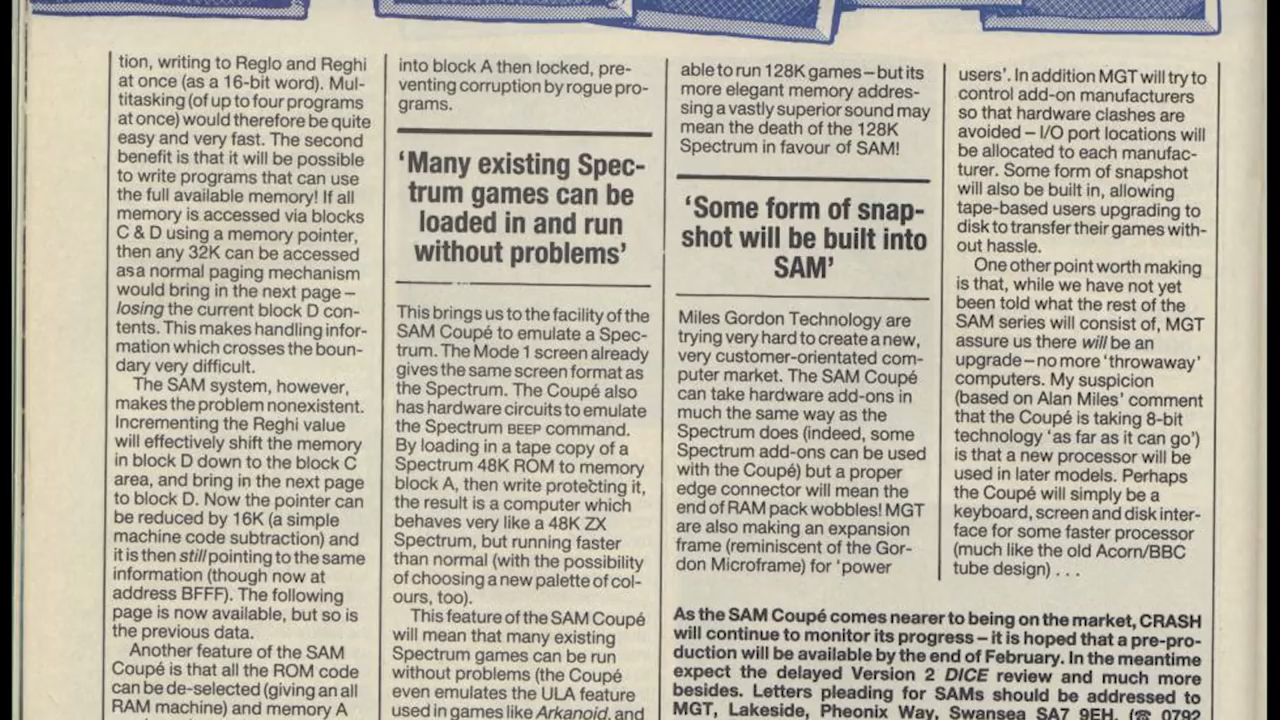 tion, writing to Reglo and Reghi
at once (as a 16-bit word). Mul-
titasking (of up to four programs
at once) would therefore be quite
easy and very fast. The second
benefit is that it will be possible
to write programs that can use
the full available memory! If all
memory is accessed via blocks
C & D using a memory pointer,
then any 32K can be accessed
as a normal paging mechanism
would bring in the next page –
losing the current block D con-
tents. This makes handling infor-
mation which crosses the boun-
dary very difficult.
The SAM system, however,
makes the problem nonexistent.
Incrementing the Reghi value
will effectively shift the memory
in block D down to the block C
area, and bring in the next page
to block D. Now the pointer can
be reduced by 16K (a simple
machine code subtraction) and
it is then still pointing to the same
information (though now at
address BFFF). The following
page is now available, but so is
the previous data.
Another feature of the SAM
Coupé is that all the ROM code
can be de-selected (giving an all
RAM machine) and memory A
into block A then locked, pre-
venting corruption by rogue pro-
grams.
'Many existing Spec-
trum games can be
loaded in and run
without problems'
This brings us to the facility of the
SAM Coupé to emulate a Spec-
trum. The Mode 1 screen already
gives the same screen format as
the Spectrum. The Coupé also
has hardware circuits to emulate
the Spectrum BEEP command.
By loading in a tape copy of a
Spectrum 48K ROM to memory
block A, then write protecting it,
the result is a computer which
behaves very like a 48K ZX
Spectrum, but running faster
than normal (with the possibility
of choosing a new palette of col-
ours, too).
This feature of the SAM Coupé
will mean that many existing
Spectrum games can be run
without problems (the Coupé
even emulates the ULA feature
used in games like Arkanoid, and
able to run 128K games – but its
more elegant memory addres-
sing a vastly superior sound may
mean the death of the 128K
Spectrum in favour of SAM!
'Some form of snap-
shot will be built into
SAM'
Miles Gordon Technology are
trying very hard to create a new,
very customer-orientated com-
puter market. The SAM Coupé
can take hardware add-ons in
much the same way as the
Spectrum does (indeed, some
Spectrum add-ons can be used
with the Coupé) but a proper
edge connector will mean the
end of RAM pack wobbles! MGT
are also making an expansion
frame (reminiscent of the Gor-
don Microframe) for 'power
users'. In addition MGT will try to
control add-on manufacturers
so that hardware clashes are
avoided – I/O port locations will
be allocated to each manufac-
turer. Some form of snapshot
will also be built in, allowing
tape-based users upgrading to
disk to transfer their games with-
out hassle.
One other point worth making
is that, while we have not yet
been told what the rest of the
SAM series will consist of, MGT
assure us there will be an
upgrade – no more 'throwaway'
computers. My suspicion
(based on Alan Miles' comment
that the Coupé is taking 8-bit
technology 'as far as it can go')
is that a new processor will be
used in later models. Perhaps
the Coupé will simply be a
keyboard, screen and disk inter-
face for some faster processor
(much like the old Acorn/BBC
tube design) . . .
As the SAM Coupé comes nearer to being on the market, CRASH
will continue to monitor its progress – it is hoped that a pre-pro-
duction will be available by the end of February. In the meantime
expect the delayed Version 2 DICE review and much more
besides. Letters pleading for SAMs should be addressed to
MGT, Lakeside, Pheonix Way, Swansea SA7 9EH. (☎ 0792